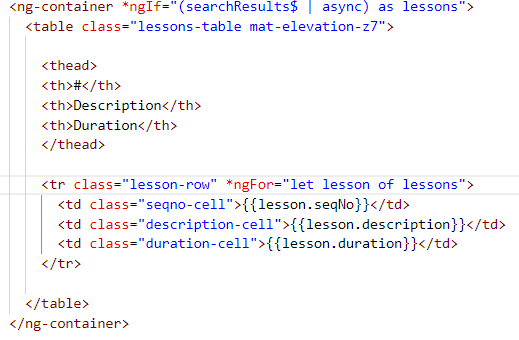 <ng-container *ngIf="(searchResults$ | async) as lessons">
  <table class="lessons-table mat-elevation-z7">
    <thead>
    <th>#</th>
    <th>Description</th>
    <th>Duration</th>
    </thead>
    <tr class="lesson-row" *ngFor="let lesson of lessons">
      <td class="seqno-cell">{{lesson.seqNo}}</td>
      <td class="description-cell">{{lesson.description}}</td>
      <td class="duration-cell">{{lesson.duration}}</td>
    </tr>
  </table>
</ng-container>